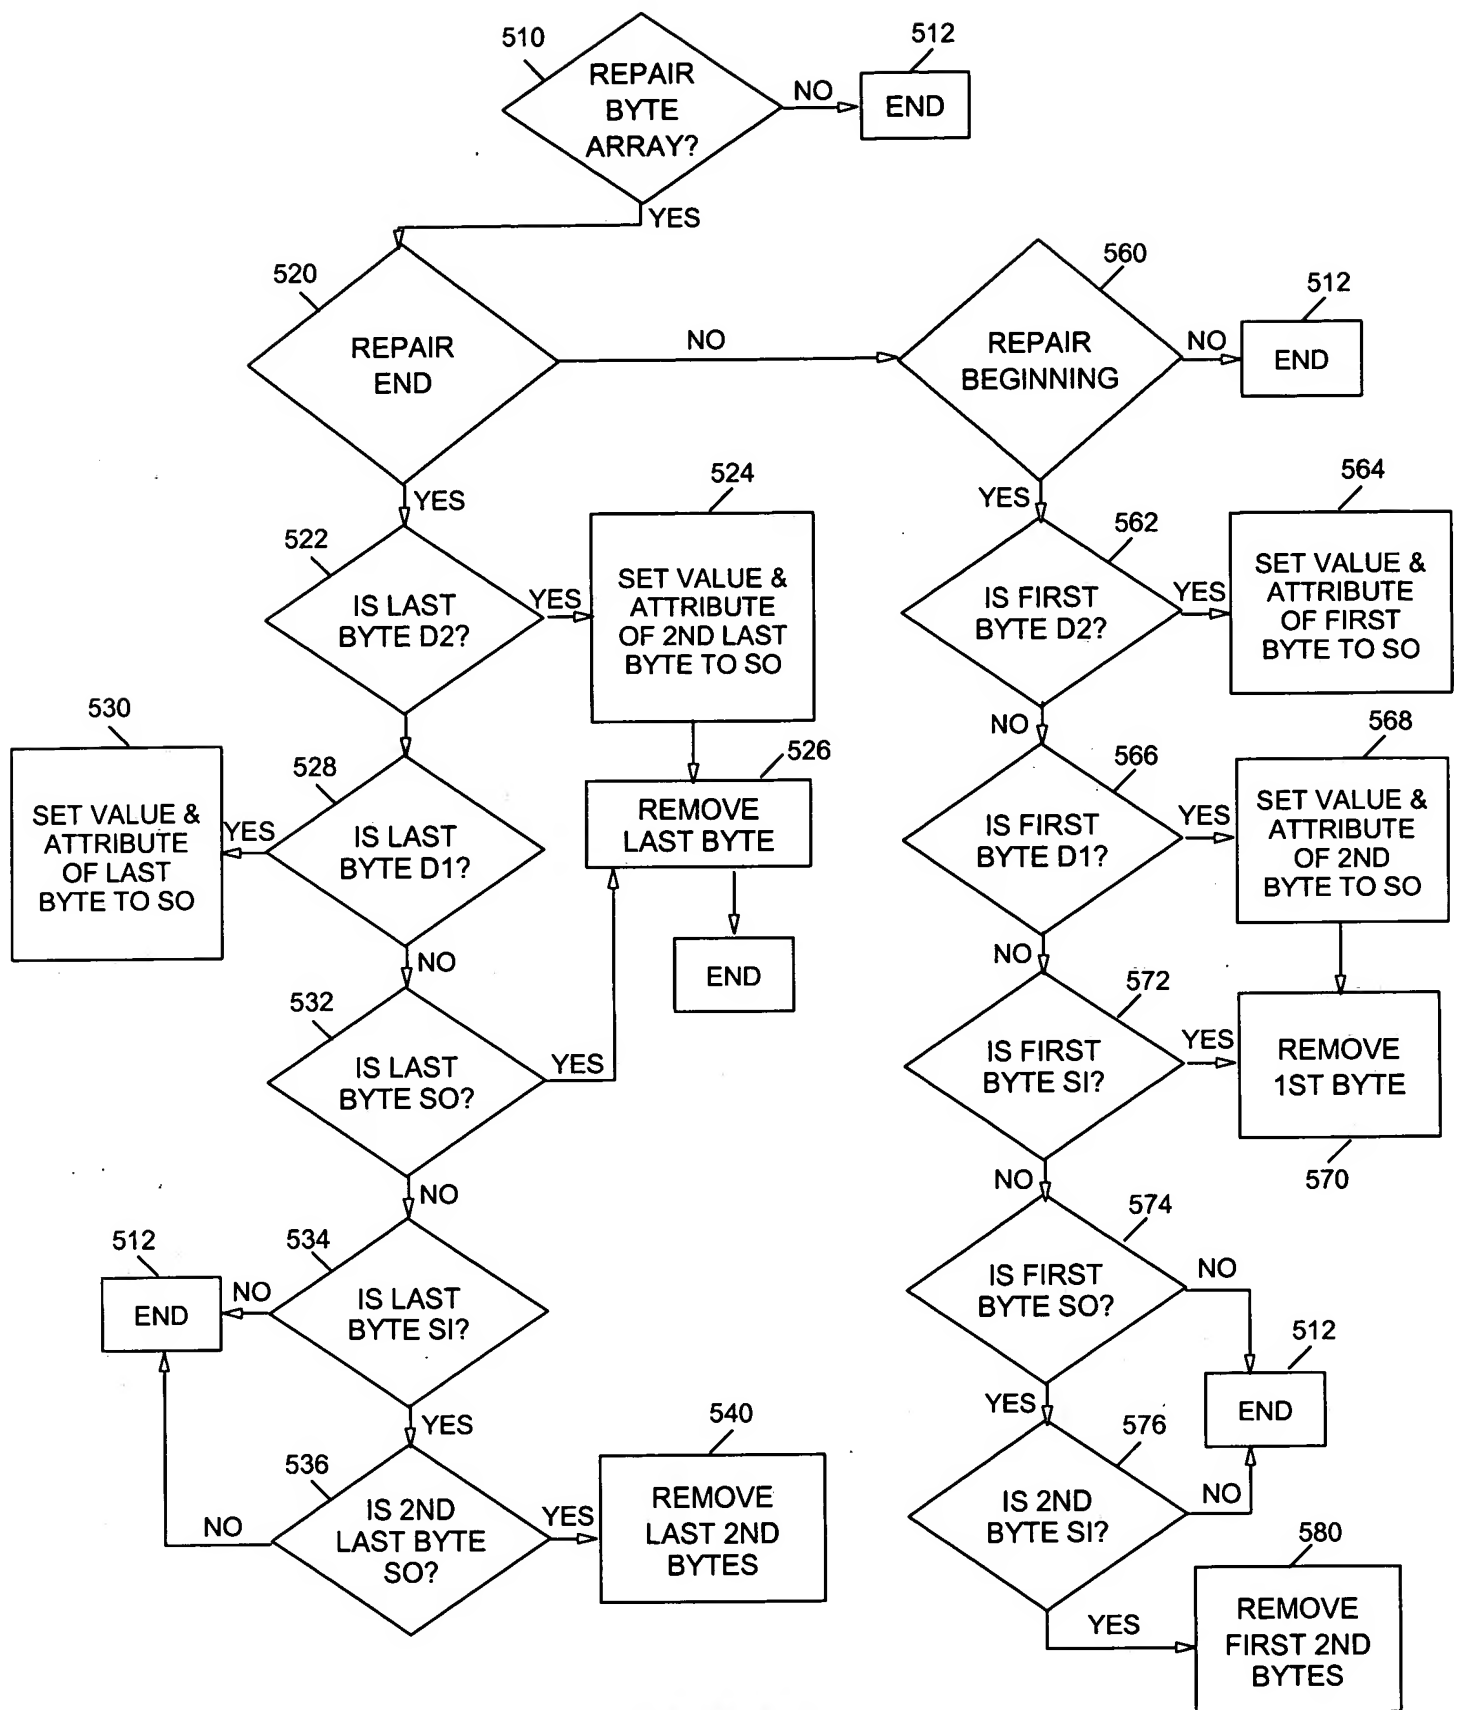 510
REPAIR
BYTE
ARRAY?
NO
512
END
YES
520
REPAIR
END
NO
560
REPAIR
BEGINNING
NO
512
END
YES
522
IS LAST
BYTE D2?
YES
524
SET VALUE &
ATTRIBUTE
OF 2ND LAST
BYTE TO SO
526
REMOVE
LAST BYTE
END
528
IS LAST
BYTE D1?
YES
530
SET VALUE &
ATTRIBUTE
OF LAST
BYTE TO SO
NO
532
IS LAST
BYTE SO?
YES
NO
534
IS LAST
BYTE SI?
NO
512
END
YES
536
IS 2ND
LAST BYTE
SO?
NO
YES
540
REMOVE
LAST 2ND
BYTES
YES
562
IS FIRST
BYTE D2?
YES
564
SET VALUE &
ATTRIBUTE
OF FIRST
BYTE TO SO
NO
566
IS FIRST
BYTE D1?
YES
568
SET VALUE &
ATTRIBUTE
OF 2ND
BYTE TO SO
NO
572
IS FIRST
BYTE SI?
YES
REMOVE
1ST BYTE
570
NO
574
IS FIRST
BYTE SO?
NO
512
END
YES
576
IS 2ND
BYTE SI?
NO
YES
580
REMOVE
FIRST 2ND
BYTES